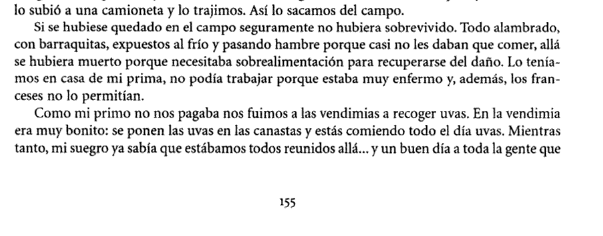 lo subió a una camioneta y lo trajimos. Así lo sacamos del campo.
Si se hubiese quedado en el campo seguramente no hubiera sobrevivido. Todo alambrado,
con barraquitas, expuestos al frío y pasando hambre porque casi no les daban que comer, allá
se hubiera muerto porque necesitaba sobrealimentación para recuperarse del daño. Lo tenía-
mos en casa de mi prima, no podía trabajar porque estaba muy enfermo y, además, los fran-
ceses no lo permitían.
Como mi primo no nos pagaba nos fuimos a las vendimias a recoger uvas. En la vendimia
era muy bonito: se ponen las uvas en las canastas y estás comiendo todo el día uvas. Mientras
tanto, mi suegro ya sabía que estábamos todos reunidos allá... y un buen día a toda la gente que
155